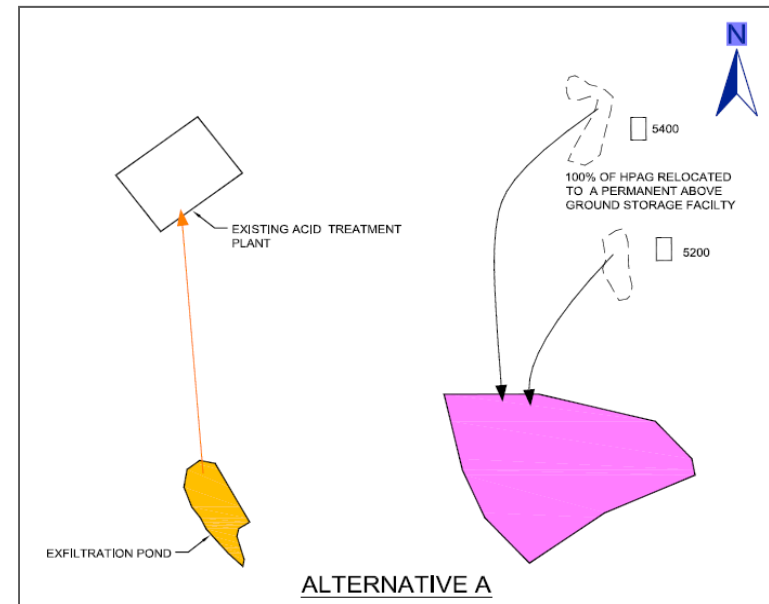 N
5400
100% OF HPAG RELOCATED
TO A PERMANENT ABOVE
GROUND STORAGE FACILTY
EXISTING ACID TREATMENT
PLANT
5200
EXFILTRATION POND
ALTERNATIVE A